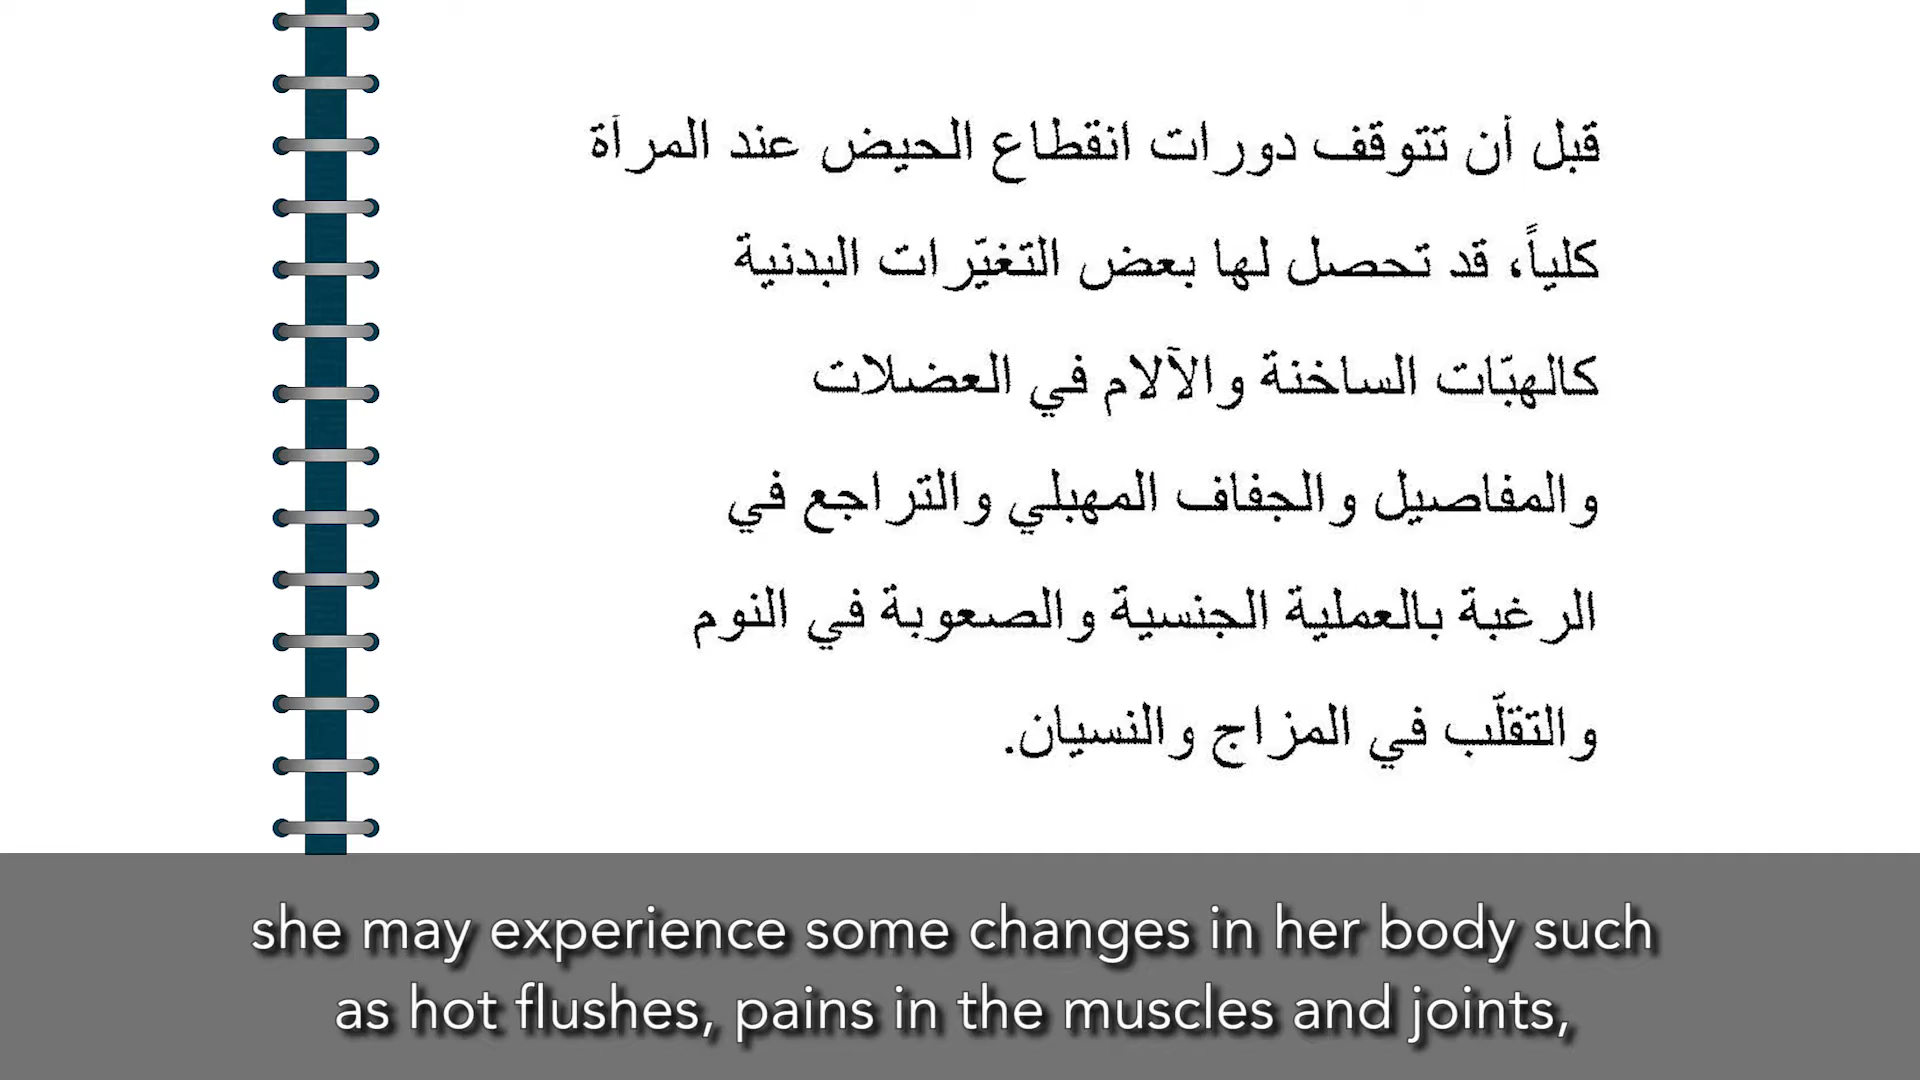 قبل أن تتوقف دورات انقطاع الحيض عند المرأة
كلياً، قد تحصل لها بعض التغيّرات البدنية
كالهبّات الساخنة والآلام في العضلات
والمفاصيل والجفاف المهبلي والتراجع في
الرغبة بالعملية الجنسية والصعوبة في النوم
والتقلّب في المزاج والنسيان.
she may experience some changes in her body such
as hot flushes, pains in the muscles and joints,